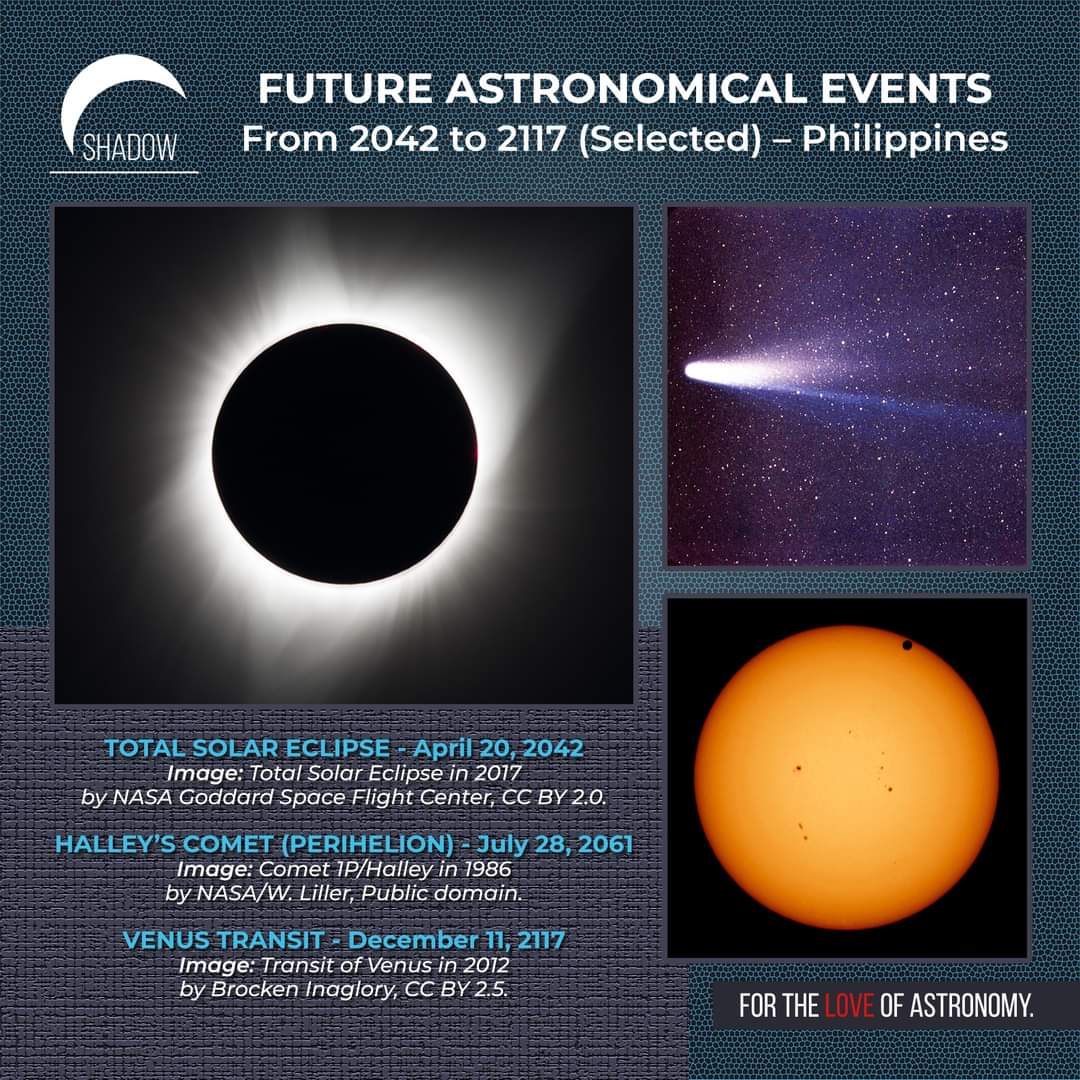 SHADOW
FUTURE ASTRONOMICAL EVENTS
From 2042 to 2117 (Selected) – Philippines
TOTAL SOLAR ECLIPSE - April 20, 2042
Image: Total Solar Eclipse in 2017
by NASA Goddard Space Flight Center, CC BY 2.0.
HALLEY’S COMET (PERIHELION) - July 28, 2061
Image: Comet 1P/Halley in 1986
by NASA/W. Liller, Public domain.
VENUS TRANSIT - December 11, 2117
Image: Transit of Venus in 2012
by Brocken Inaglory, CC BY 2.5.
FOR THE LOVE OF ASTRONOMY.